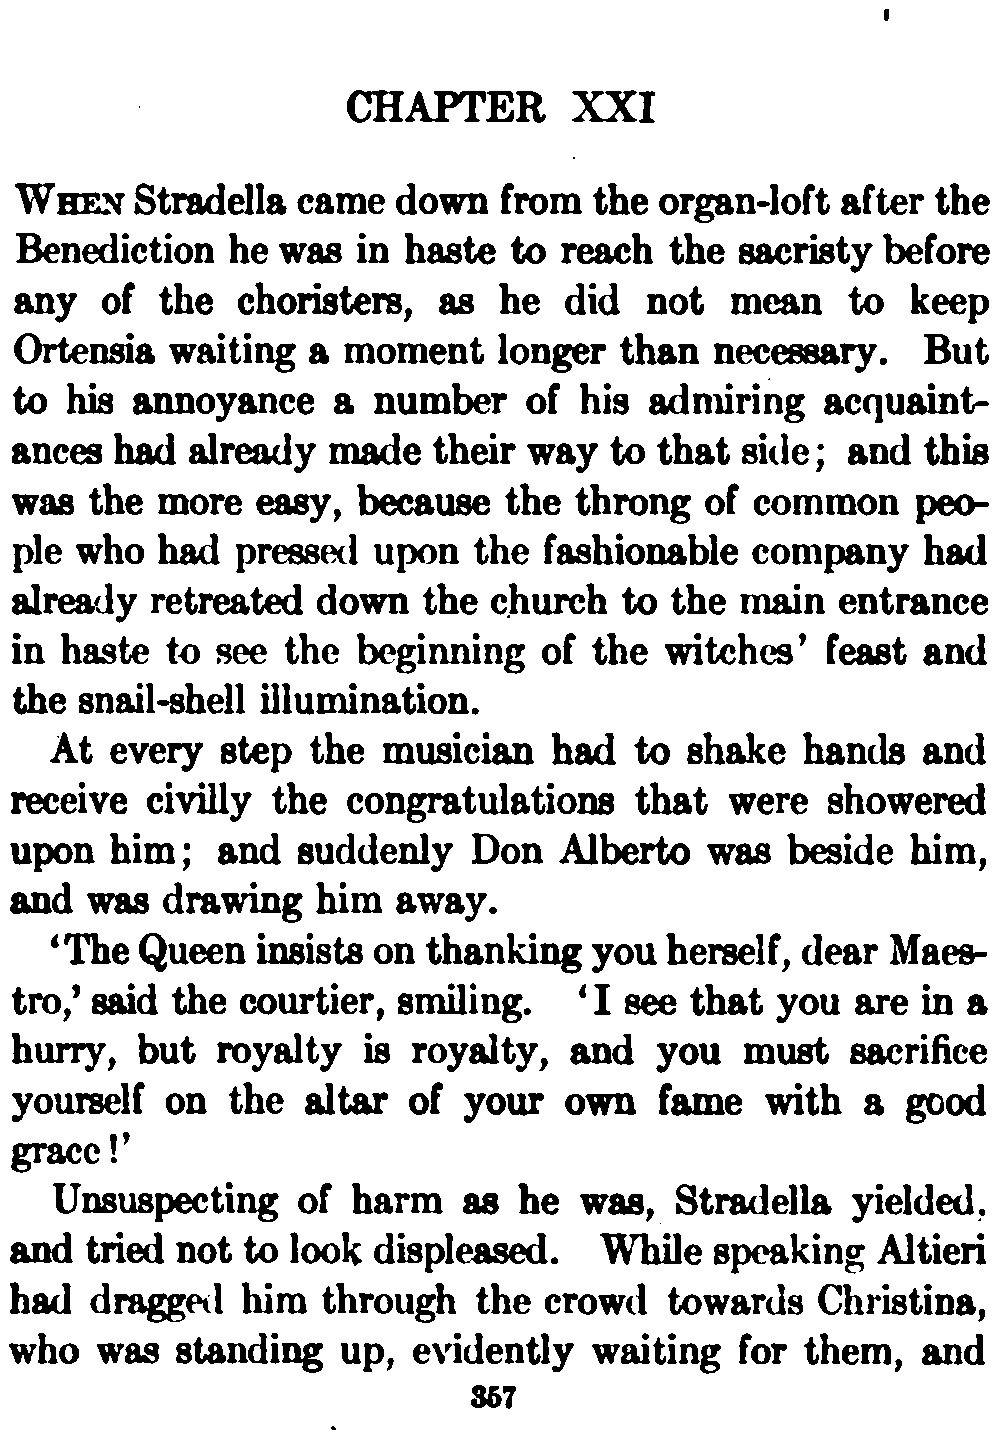 CHAPTER XXI
WHEN Stradella came down from the organ-loft after the
Benediction he was in haste to reach the sacristy before
any of the choristers, as he did not mean to keep
Ortensia waiting a moment longer than necessary. But
to his annoyance a number of his admiring acquaint-
ances had already made their way to that side; and this
was the more easy, because the throng of common peo-
ple who had pressed upon the fashionable company had
already retreated down the church to the main entrance
in haste to see the beginning of the witches' feast and
the snail-shell illumination.
At every step the musician had to shake hands and
receive civilly the congratulations that were showered
upon him; and suddenly Don Alberto was beside him,
and was drawing him away.
'The Queen insists on thanking you herself, dear Maes-
tro,' said the courtier, smiling. 'I see that you are in a
hurry, but royalty is royalty, and you must sacrifice
yourself on the altar of your own fame with a good
grace!'
Unsuspecting of harm as he was, Stradella yielded,
and tried not to look displeased. While speaking Altieri
had dragged him through the crowd towards Christina,
who was standing up, evidently waiting for them, and
357